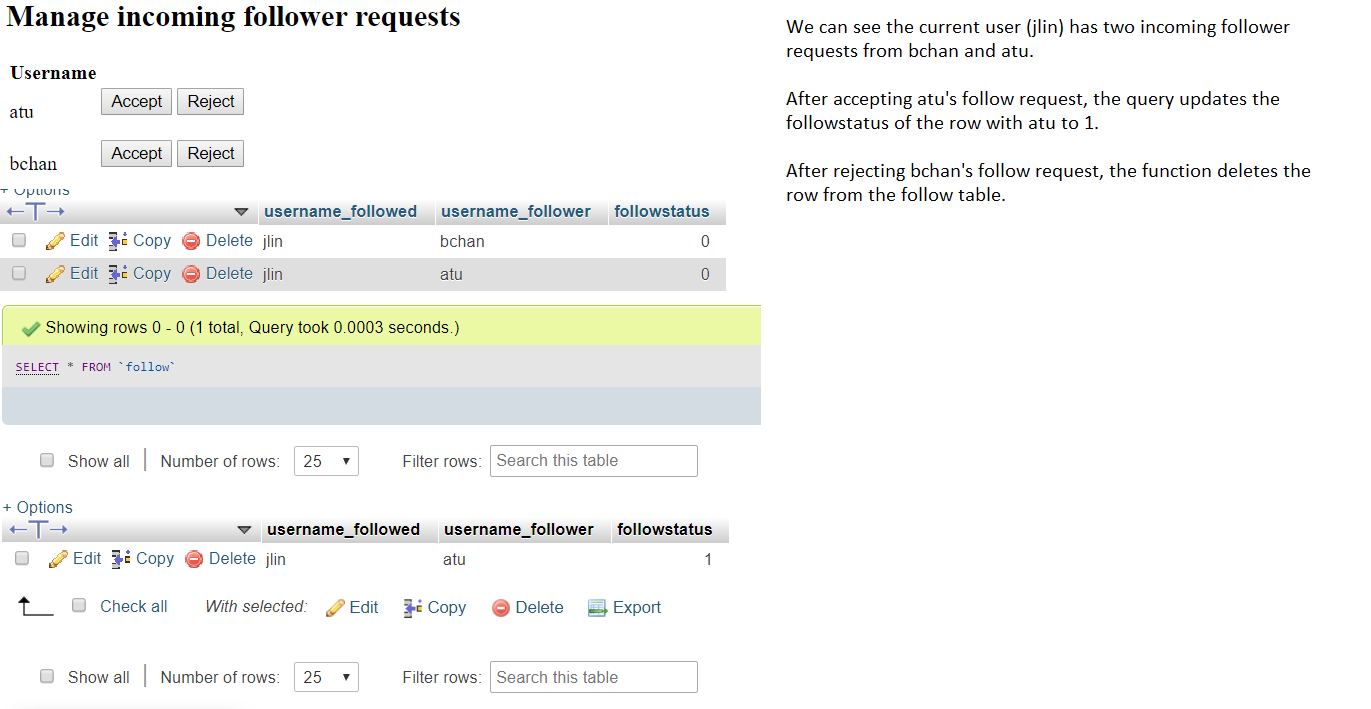 Manage incoming follower requests
Username
atu Accept Reject
bchan Accept Reject
+ Options
username_followed username_follower followstatus
Edit Copy Delete jlin bchan 0
Edit Copy Delete jlin atu 0
Showing rows 0 - 0 (1 total, Query took 0.0003 seconds.)
SELECT * FROM `follow`
Show all Number of rows: 25 Filter rows: Search this table
+ Options
username_followed username_follower followstatus
Edit Copy Delete jlin atu 1
Check all With selected: Edit Copy Delete Export
Show all Number of rows: 25 Filter rows: Search this table
We can see the current user (jlin) has two incoming follower
requests from bchan and atu.
After accepting atu's follow request, the query updates the
followstatus of the row with atu to 1.
After rejecting bchan's follow request, the function deletes the
row from the follow table.